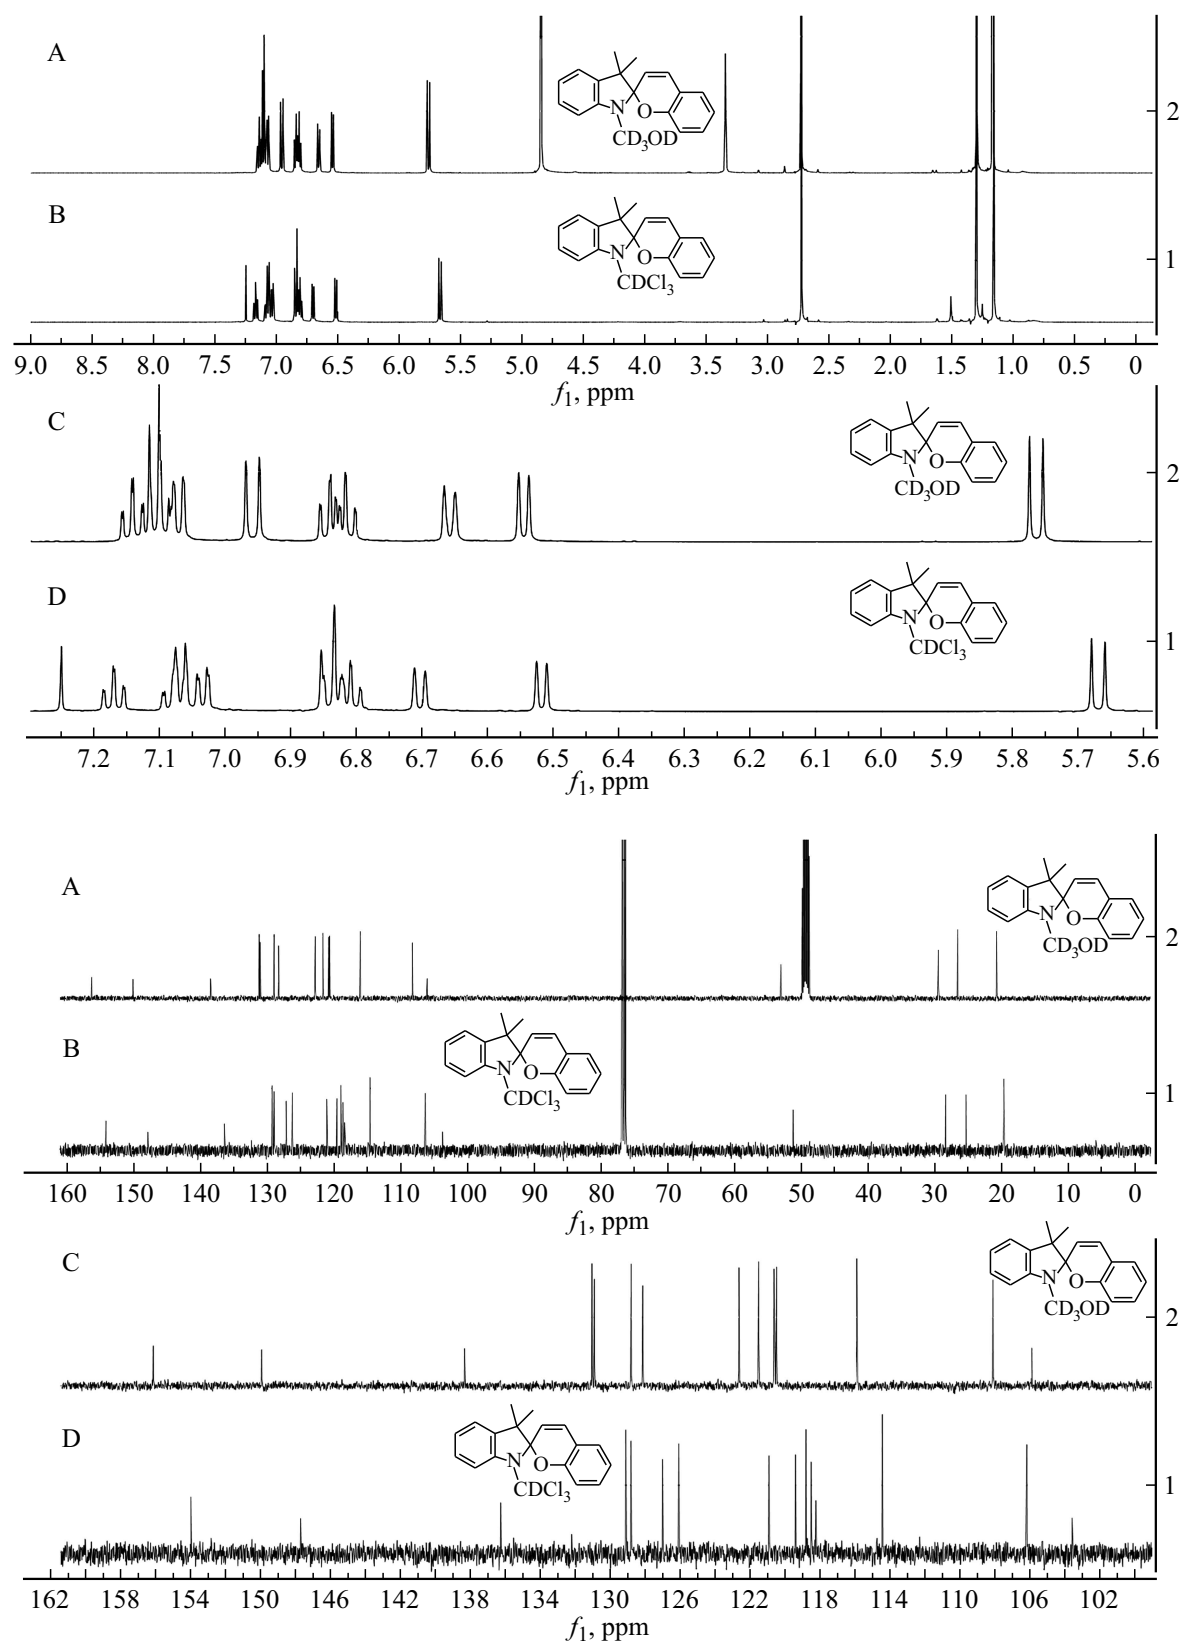 A
N
O
CD3OD
2
B
N
O
CDCl3
1
9.0 8.5 8.0 7.5 7.0 6.5 6.0 5.5 5.0 4.5 4.0 3.5 3.0 2.5 2.0 1.5 1.0 0.5 0
f1, ppm
C
N
O
CD3OD
2
D
N
O
CDCl3
1
7.2 7.1 7.0 6.9 6.8 6.7 6.6 6.5 6.4 6.3 6.2 6.1 6.0 5.9 5.8 5.7 5.6
f1, ppm
A
N
O
CD3OD
2
B
N
O
CDCl3
1
160 150 140 130 120 110 100 90 80 70 60 50 40 30 20 10 0
f1, ppm
C
N
O
CD3OD
2
D
N
O
CDCl3
1
162 158 154 150 146 142 138 134 130 126 122 118 114 110 106 102
f1, ppm